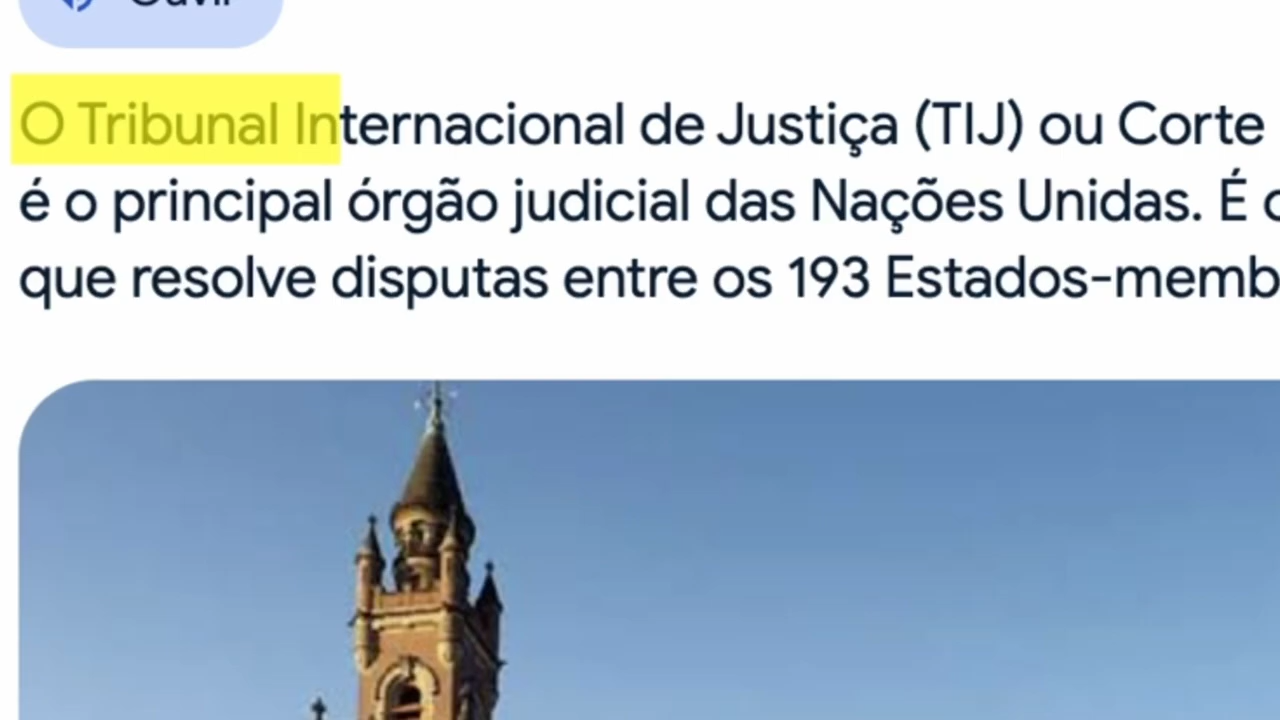 Ouvir
O Tribunal Internacional de Justiça (TIJ) ou Corte
é o principal órgão judicial das Nações Unidas. É
que resolve disputas entre os 193 Estados-memb